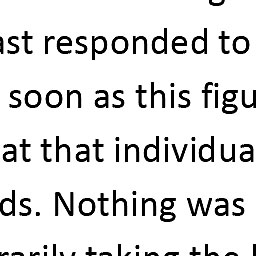 ast responded to
soon as this figu
at that individua
ds. Nothing was
rarily taking the